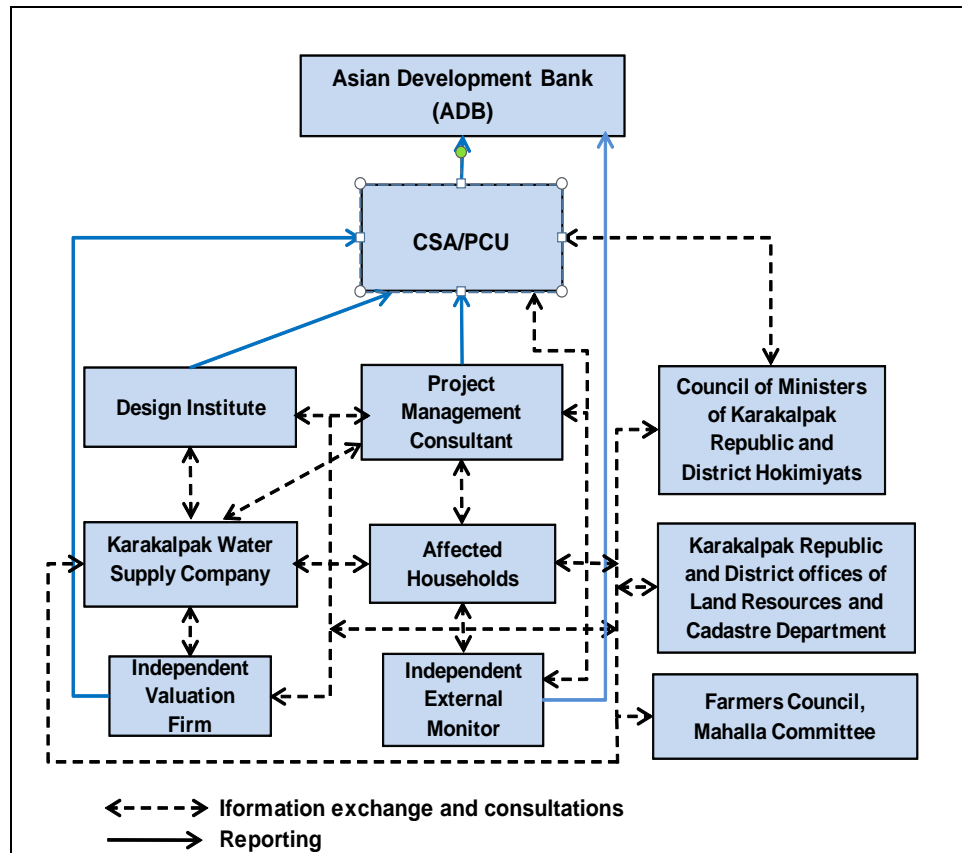 Asian Development Bank
(ADB)
CSA/PCU
Design Institute
Project
Management
Consultant
Council of Ministers
of Karakalpak
Republic and
District Hokimiyats
Karakalpak Water
Supply Company
Affected
Households
Karakalpak Republic
and District offices of
Land Resources and
Cadastre Department
Independent
Valuation
Firm
Independent
External
Monitor
Farmers Council,
Mahalla Committee
Iformation exchange and consultations
Reporting